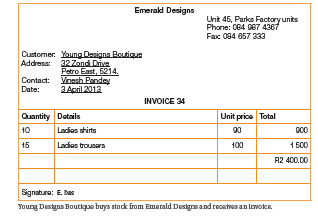 Emerald Designs
Unit 45, Parks Factory units
Phone: 084 987 4367
Fax: 084 657 333
Customer: Young Designs Boutique
Address: 32 Zondi Drive
Petro East, 5214.
Contact: Vinesh Pandey
Date: 3 April 2013
INVOICE 34
Quantity Details Unit price Total
10 Ladies shirts 90 900
15 Ladies trousers 100 1 500
R2 400.00
Signature: E. Das
Young Designs Boutique buys stock from Emerald Designs and receives an invoice.